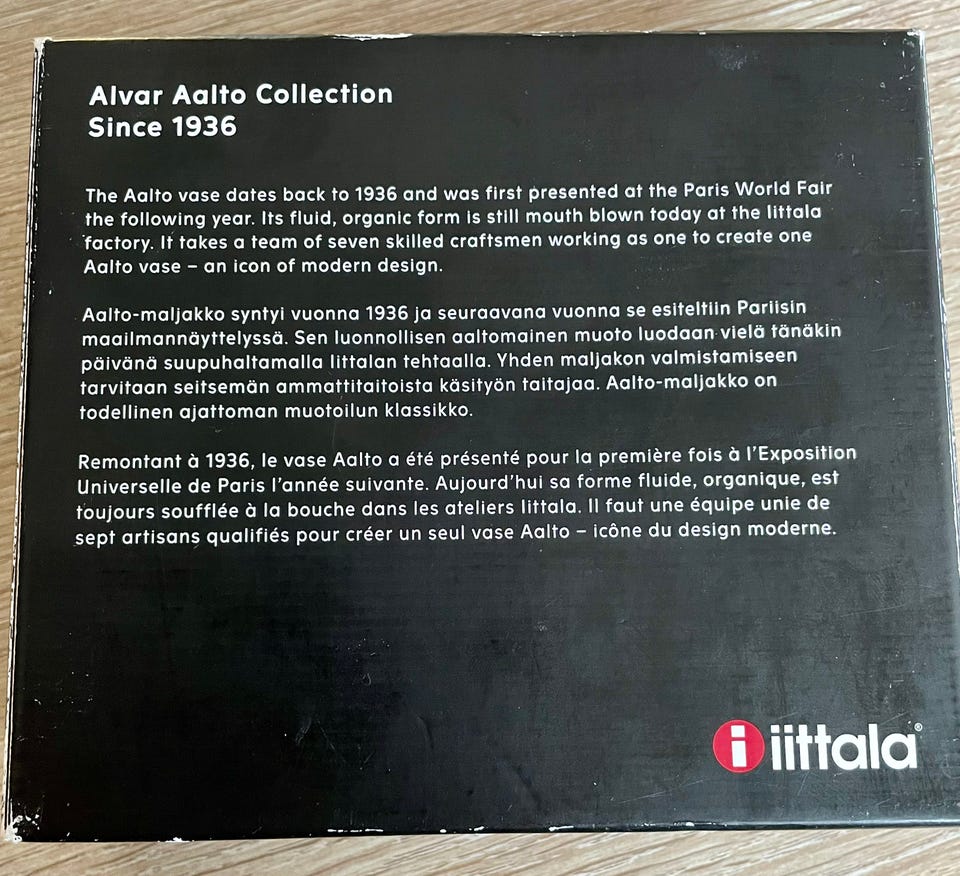 Alvar Aalto Collection
Since 1936
The Aalto vase dates back to 1936 and was first presented at the Paris World Fair
the following year. Its fluid, organic form is still mouth blown today at the Iittala
factory. It takes a team of seven skilled craftsmen working as one to create one
Aalto vase – an icon of modern design.
Aalto-maljakko syntyi vuonna 1936 ja seuraavana vuonna se esiteltiin Pariisin
maailmannäyttelyssä. Sen luonnollisen aaltomainen muoto luodaan vielä tänäkin
päivänä suupuhaltamalla Iittalan tehtaalla. Yhden maljakon valmistamiseen
tarvitaan seitsemän ammattitaitoista käsityön taitajaa. Aalto-maljakko on
todellinen ajattoman muotoilun klassikko.
Remontant à 1936, le vase Aalto a été présenté pour la première fois à l'Exposition
Universelle de Paris l'année suivante. Aujourd'hui sa forme fluide, organique, est
toujours soufflée à la bouche dans les ateliers Iittala. Il faut une équipe unie de
sept artisans qualifiés pour créer un seul vase Aalto – icône du design moderne.
i iittala®